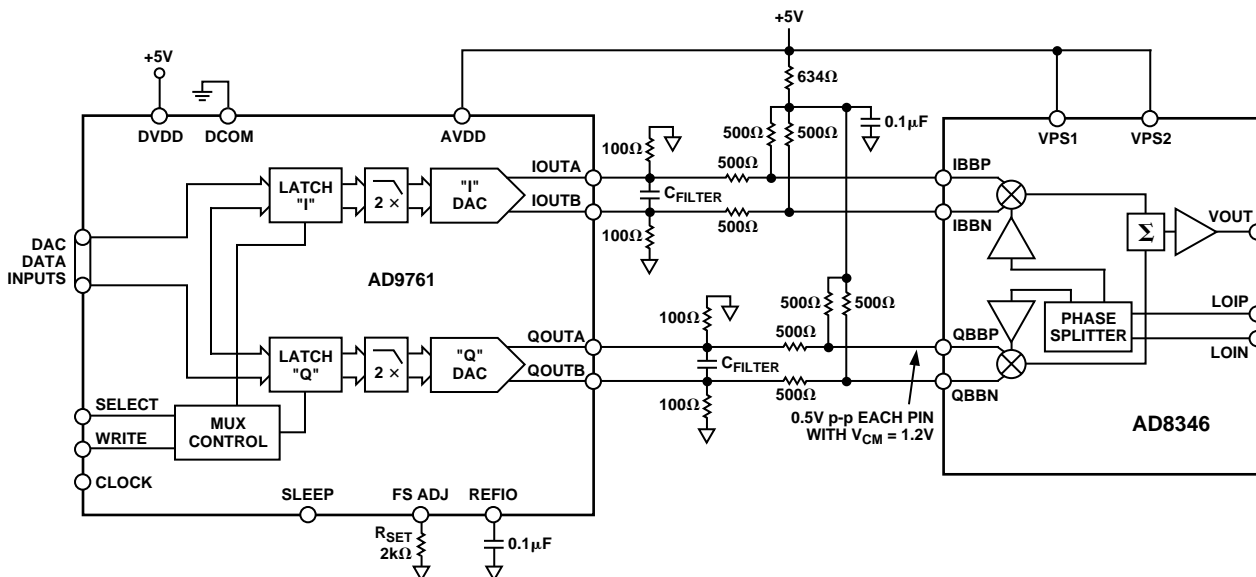 +5V
+5V
634Ω
DVDD
DCOM
AVDD
500Ω
500Ω
0.1µF
VPS1
VPS2
100Ω
500Ω
IOUTA
IBBP
LATCH
"I"
2 ×
"I"
DAC
C_FILTER
IOUTB
IBBN
VOUT
100Ω
500Ω
Σ
DAC
DATA
INPUTS
AD9761
500Ω
500Ω
PHASE
SPLITTER
LOIP
LOIN
100Ω
500Ω
QOUTA
QBBP
LATCH
"Q"
2 ×
"Q"
DAC
C_FILTER
QOUTB
QBBN
100Ω
500Ω
SELECT
MUX
CONTROL
WRITE
0.5V p-p EACH PIN
WITH V_CM = 1.2V
AD8346
CLOCK
SLEEP
FS ADJ
REFIO
R_SET
2kΩ
0.1µF